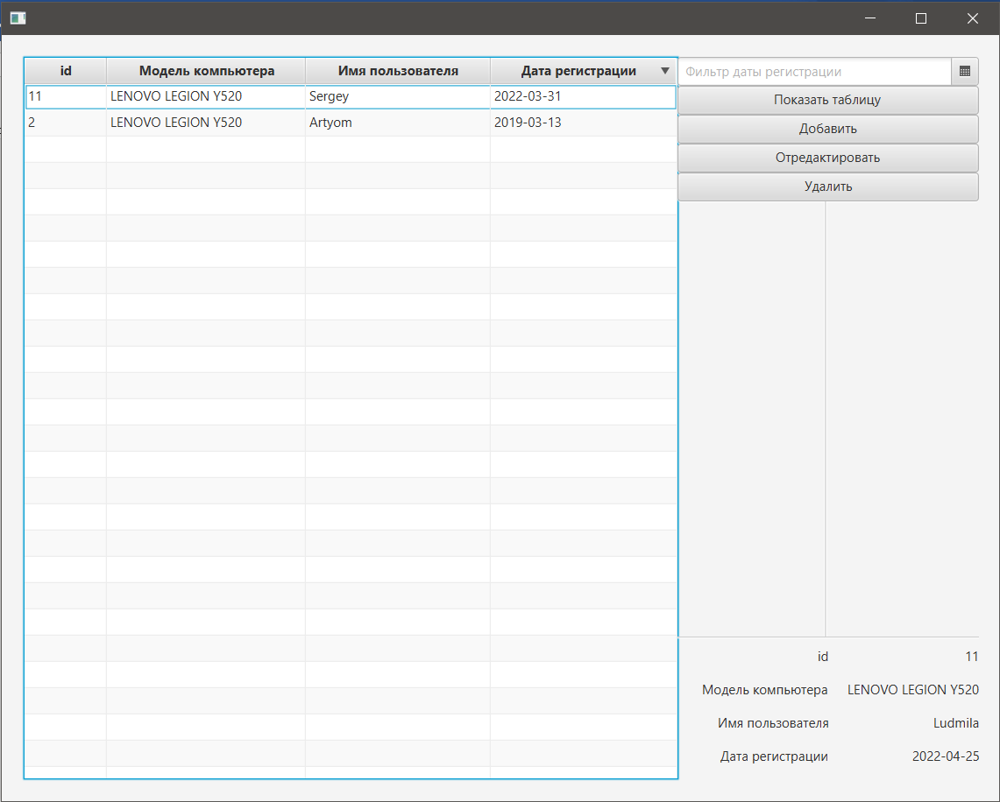 id Модель компьютера Имя пользователя Дата регистрации
11 LENOVO LEGION Y520 Sergey 2022-03-31
2 LENOVO LEGION Y520 Artyom 2019-03-13
Фильтр даты регистрации
Показать таблицу
Добавить
Отредактировать
Удалить
id 11
Модель компьютера LENOVO LEGION Y520
Имя пользователя Ludmila
Дата регистрации 2022-04-25